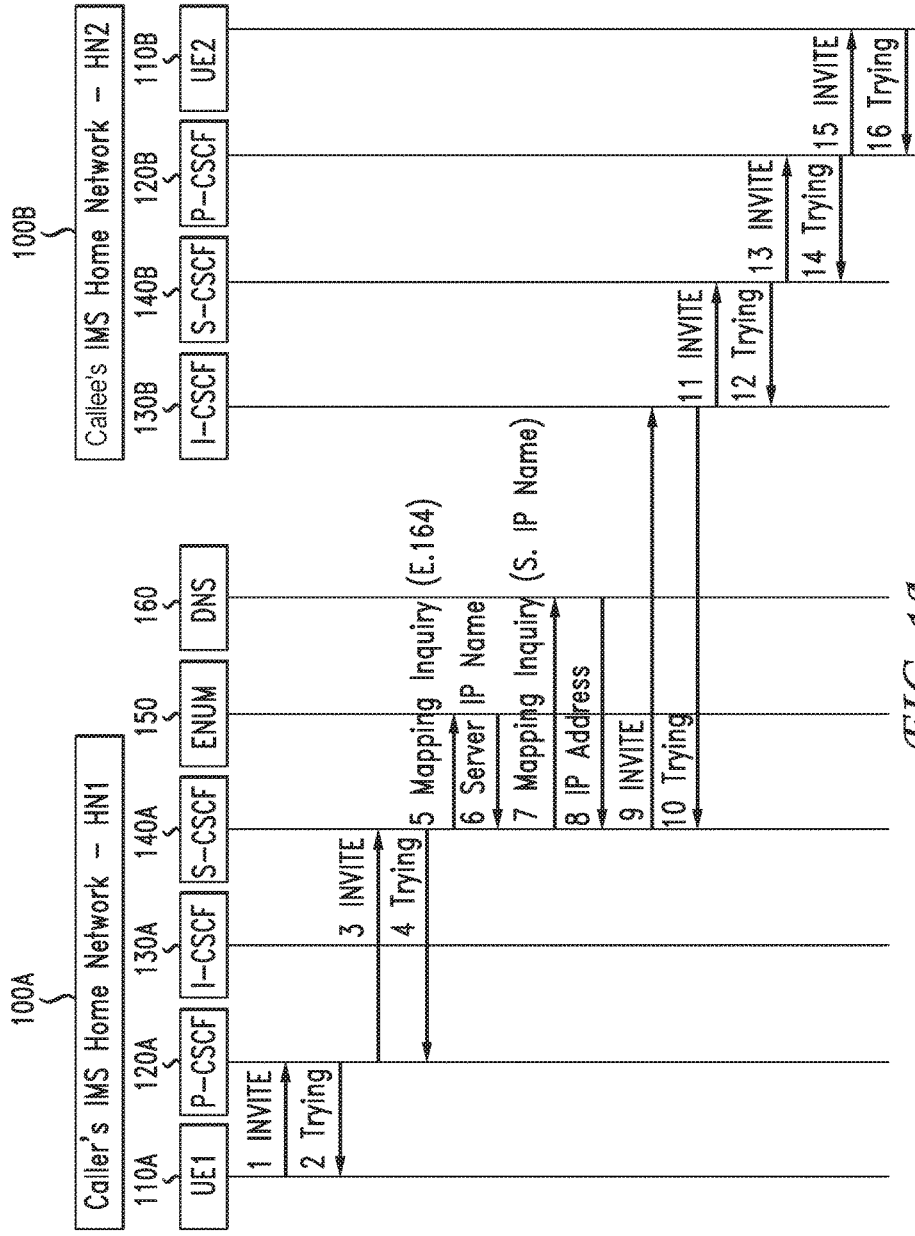 100A
Caller's IMS Home Network – HN1
100B
Callee's IMS Home Network – HN2
110A
120A
130A
140A
150
160
130B
140B
120B
110B
UE1
P-CSCF
I-CSCF
S-CSCF
ENUM
DNS
I-CSCF
S-CSCF
P-CSCF
UE2
1 INVITE
2 Trying
3 INVITE
4 Trying
5 Mapping Inquiry (E.164)
6 Server IP Name
7 Mapping Inquiry (S. IP Name)
8 IP Address
9 INVITE
10 Trying
11 INVITE
12 Trying
13 INVITE
14 Trying
15 INVITE
16 Trying